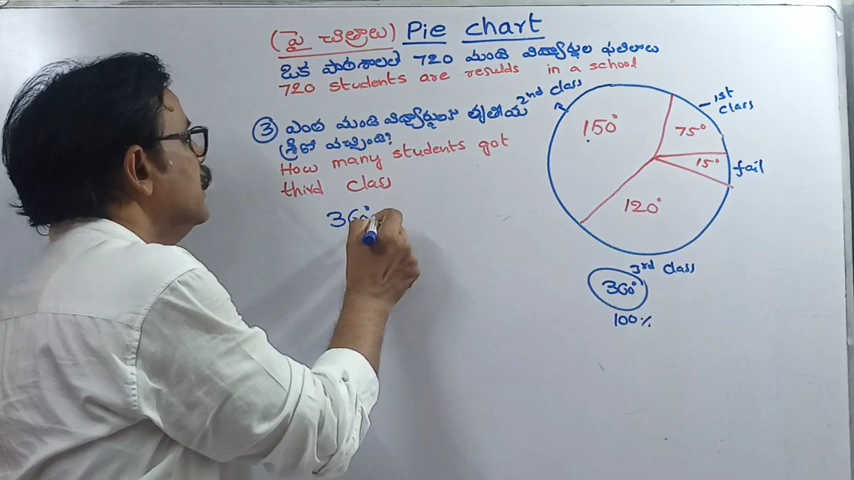 (పై చిత్రాలు) Pie chart
ఒక పాఠశాలలో 720 మంది విద్యార్థుల ఫలితాలు
720 students are results in a school
③ ఎంత మంది విద్యార్థులకు తృతీయ
శ్రేణి వచ్చింది?
How many students got
third class
360°
2nd class
1st
class
150°
75°
15°
fail
120°
3rd class
360°
100%